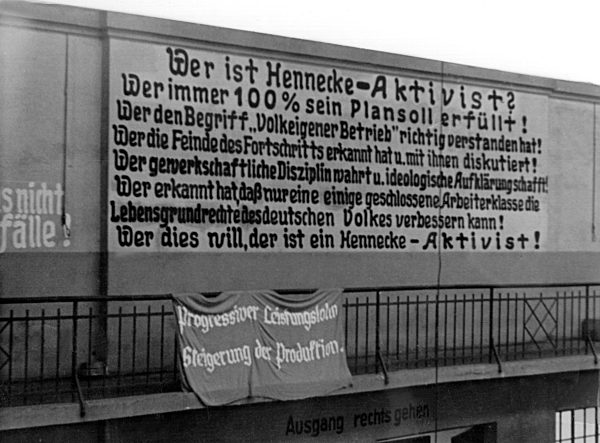 Wer ist Hennecke-Aktivist?
Wer immer 100% sein Plansoll erfüllt!
Wer den Begriff „Volkeigener Betrieb" richtig verstanden hat!
Wer die Feinde des Fortschritts erkannt hat u. mit ihnen diskutiert!
Wer gewerkschaftliche Disziplin wahrt u. ideologische Aufklärung schafft!
Wer erkannt hat, daß nur eine einige geschlossene Arbeiterklasse die
Lebensgrundrechte des deutschen Volkes verbessern kann!
Wer dies will, der ist ein Hennecke-Aktivist!
s nicht
fälle!
Progressiver Leistungslohn
Steigerung der Produktion.
Ausgang rechts gehen